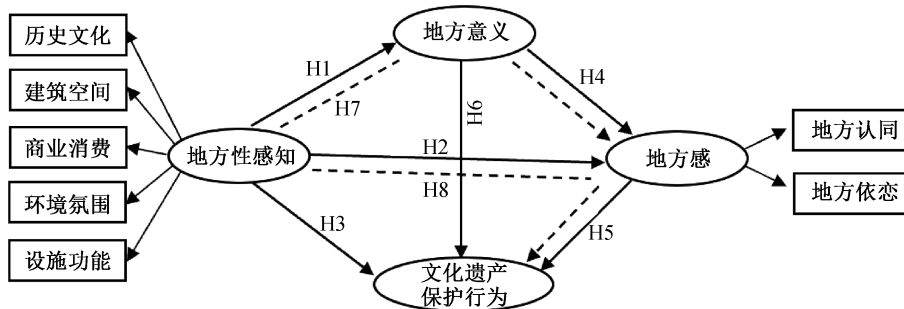 历史文化
建筑空间
商业消费
环境氛围
设施功能
地方性感知
地方意义
H1
H7
H6
H4
H2
H8
H3
H5
地方感
文化遗产
保护行为
地方认同
地方依恋